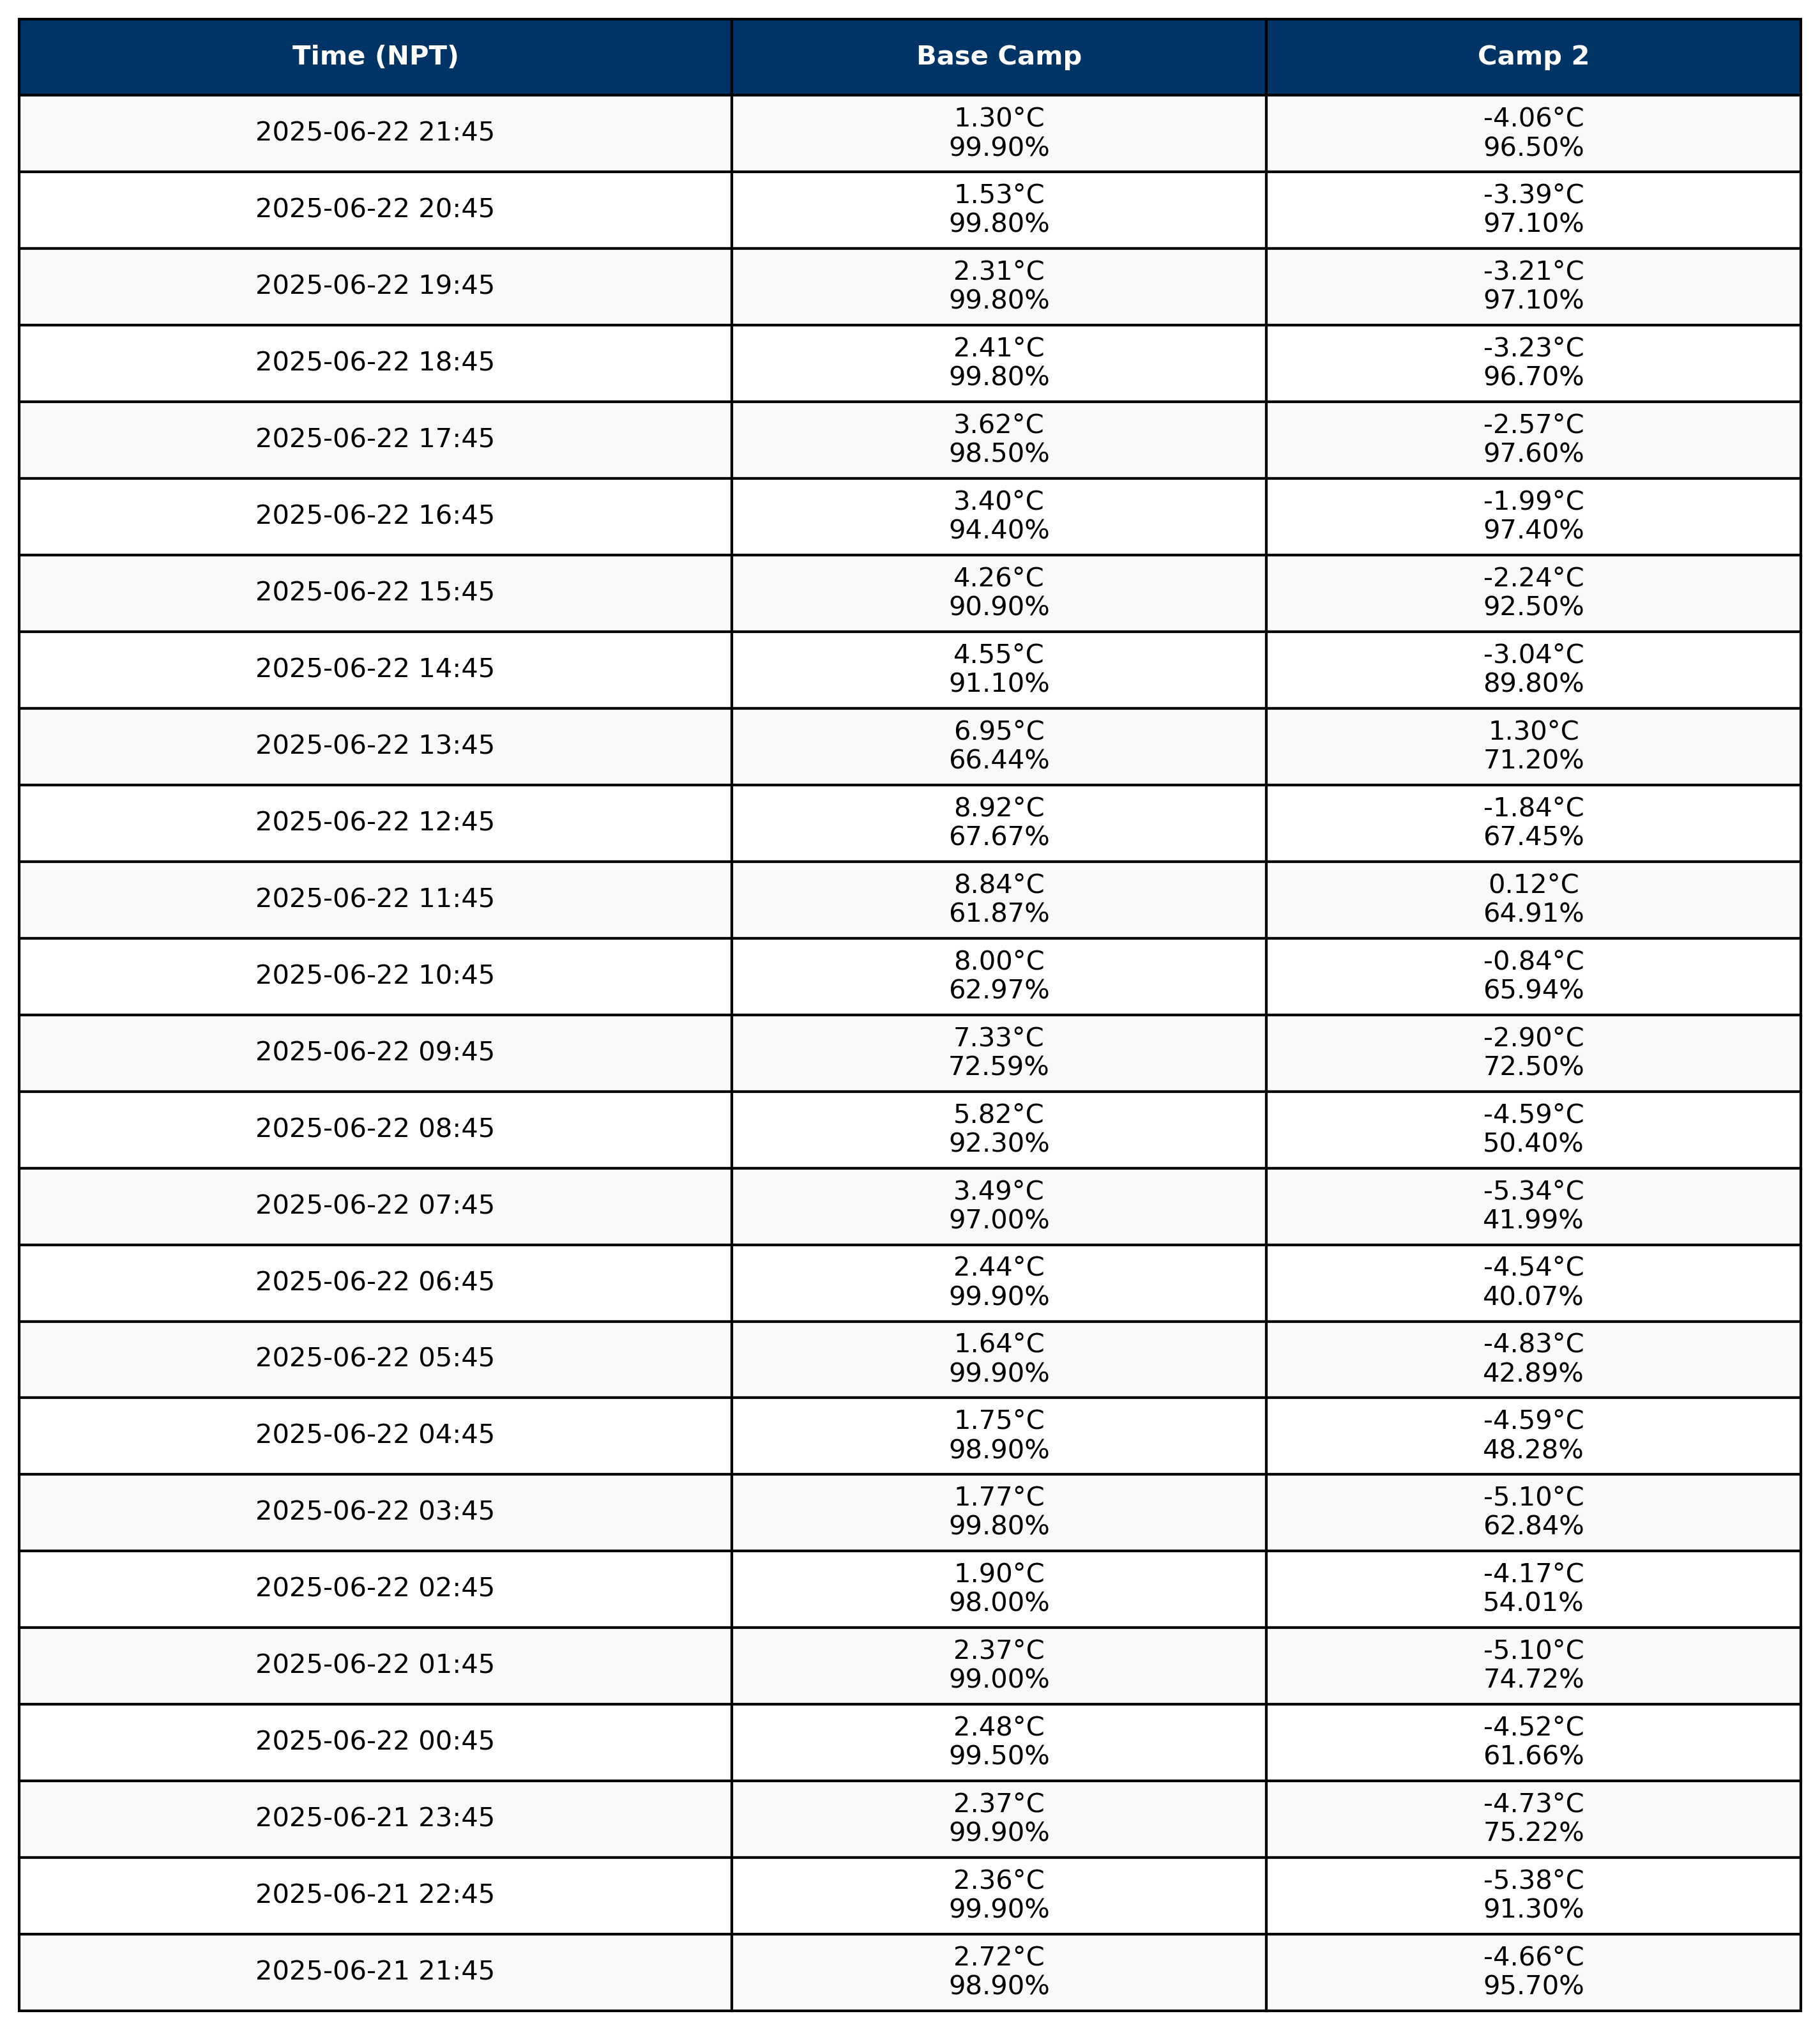 Time (NPT) Base Camp Camp 2
2025-06-22 21:45 1.30°C -4.06°C
99.90% 96.50%
2025-06-22 20:45 1.53°C -3.39°C
99.80% 97.10%
2025-06-22 19:45 2.31°C -3.21°C
99.80% 97.10%
2025-06-22 18:45 2.41°C -3.23°C
99.80% 96.70%
2025-06-22 17:45 3.62°C -2.57°C
98.50% 97.60%
2025-06-22 16:45 3.40°C -1.99°C
94.40% 97.40%
2025-06-22 15:45 4.26°C -2.24°C
90.90% 92.50%
2025-06-22 14:45 4.55°C -3.04°C
91.10% 89.80%
2025-06-22 13:45 6.95°C 1.30°C
66.44% 71.20%
2025-06-22 12:45 8.92°C -1.84°C
67.67% 67.45%
2025-06-22 11:45 8.84°C 0.12°C
61.87% 64.91%
2025-06-22 10:45 8.00°C -0.84°C
62.97% 65.94%
2025-06-22 09:45 7.33°C -2.90°C
72.59% 72.50%
2025-06-22 08:45 5.82°C -4.59°C
92.30% 50.40%
2025-06-22 07:45 3.49°C -5.34°C
97.00% 41.99%
2025-06-22 06:45 2.44°C -4.54°C
99.90% 40.07%
2025-06-22 05:45 1.64°C -4.83°C
99.90% 42.89%
2025-06-22 04:45 1.75°C -4.59°C
98.90% 48.28%
2025-06-22 03:45 1.77°C -5.10°C
99.80% 62.84%
2025-06-22 02:45 1.90°C -4.17°C
98.00% 54.01%
2025-06-22 01:45 2.37°C -5.10°C
99.00% 74.72%
2025-06-22 00:45 2.48°C -4.52°C
99.50% 61.66%
2025-06-21 23:45 2.37°C -4.73°C
99.90% 75.22%
2025-06-21 22:45 2.36°C -5.38°C
99.90% 91.30%
2025-06-21 21:45 2.72°C -4.66°C
98.90% 95.70%